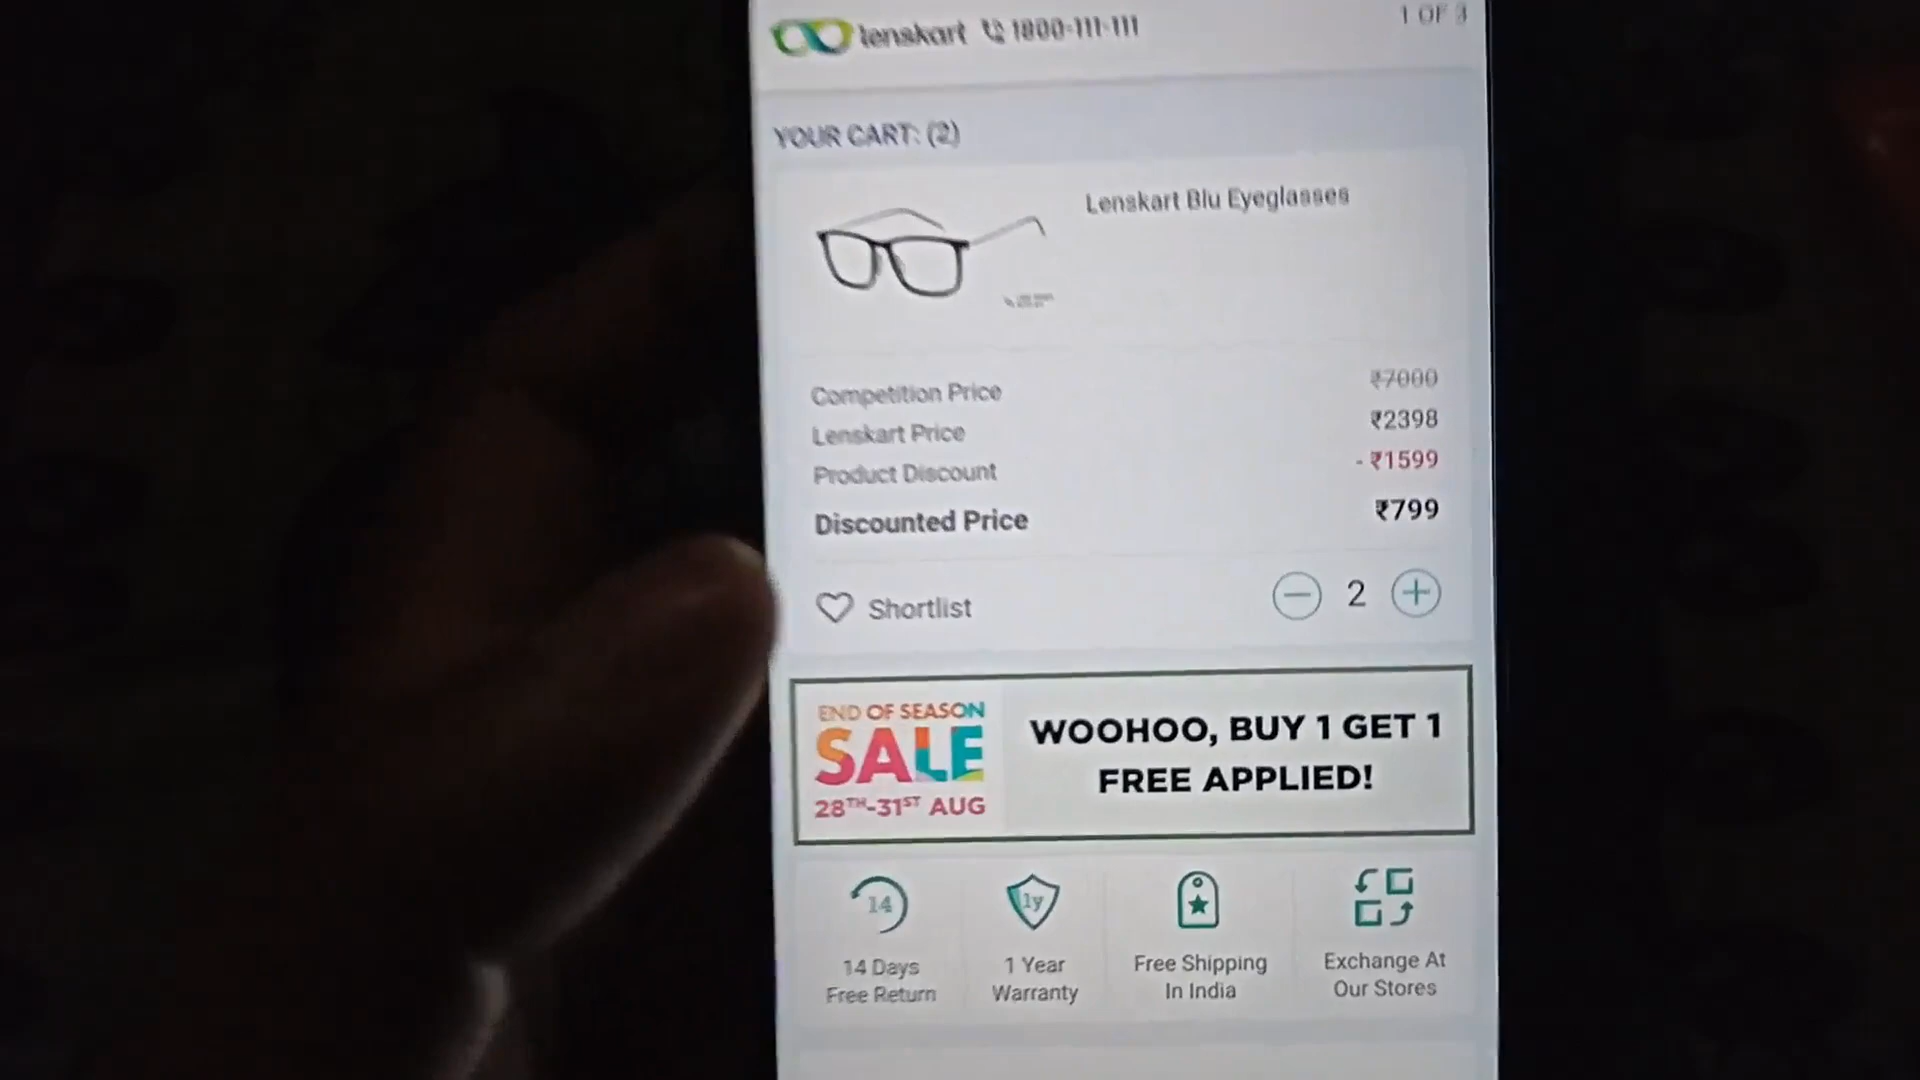 lenskart 1800-111-111 1 OF 3
YOUR CART: (2)
Lenskart Blu Eyeglasses
Competition Price ₹7000
Lenskart Price ₹2398
Product Discount - ₹1599
Discounted Price ₹799
Shortlist 2
END OF SEASON
SALE
28TH-31ST AUG
WOOHOO, BUY 1 GET 1
FREE APPLIED!
14
14 Days
Free Return
1y
1 Year
Warranty
Free Shipping
In India
Exchange At
Our Stores